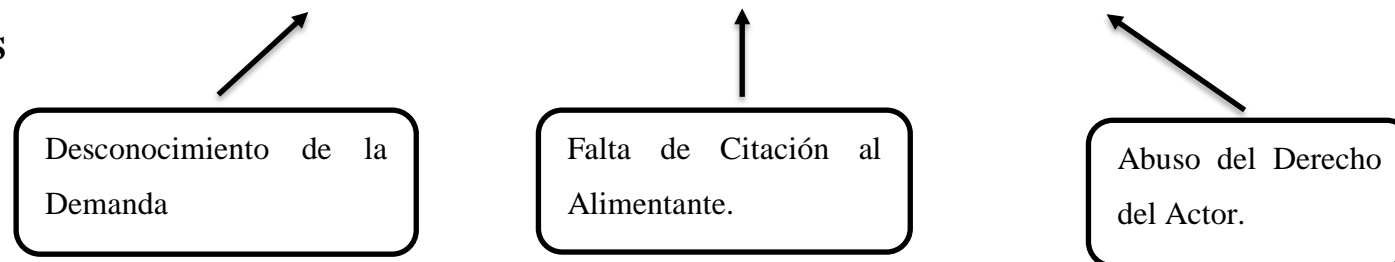 s
Desconocimiento de la
Demanda
Falta de Citación al
Alimentante.
Abuso del Derecho
del Actor.